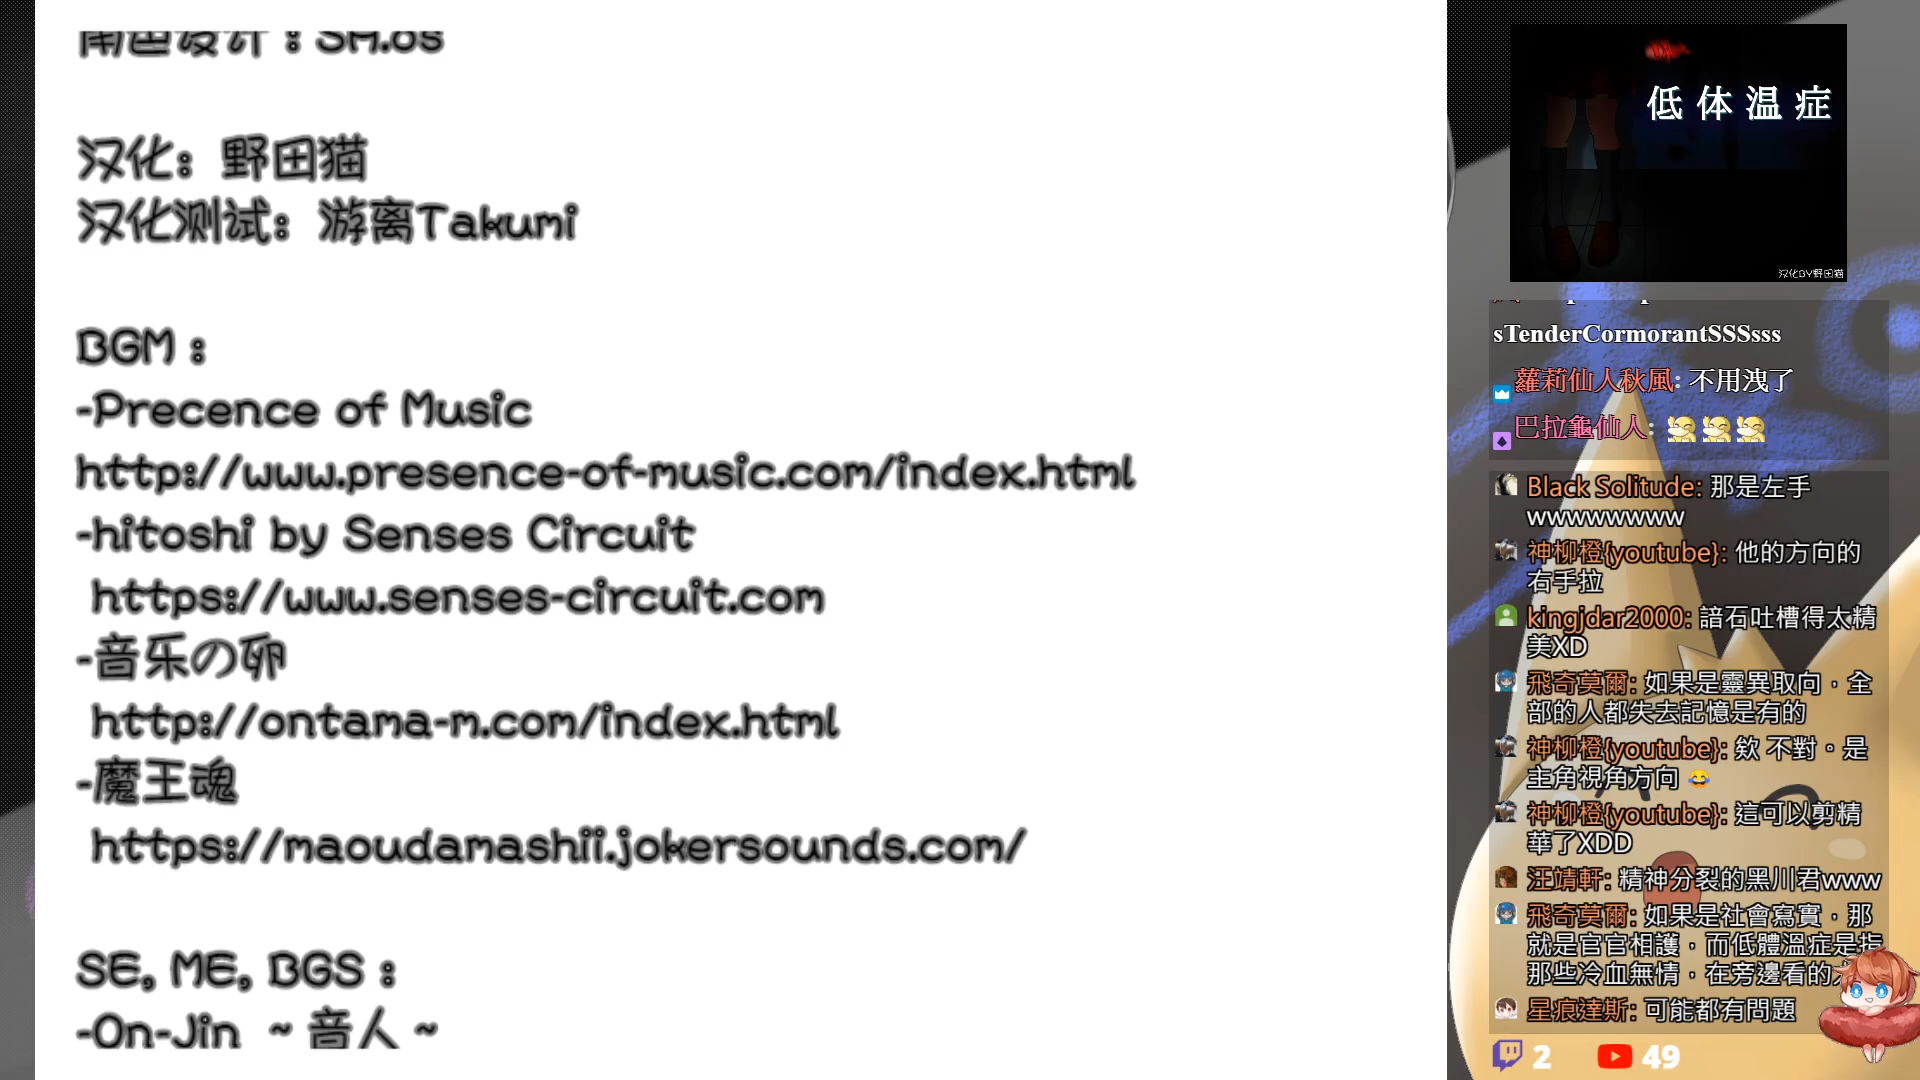 角色设计：SM.os
汉化：野田猫
汉化测试：游离Takumi
BGM：
-Precence of Music
http://www.presence-of-music.com/index.html
-hitoshi by Senses Circuit
https://www.senses-circuit.com
-音乐の卵
http://ontama-m.com/index.html
-魔王魂
https://maoudamashii.jokersounds.com/
SE, ME, BGS：
-On-Jin ～音人～
低体温症
汉化BY野田猫
sTenderCormorantSSSsss
蘿莉仙人秋風: 不用洩了
巴拉龜仙人:
Black Solitude: 那是左手
wwwwwwwww
神柳橙{youtube}: 他的方向的
右手拉
kingjdar2000: 諳石吐槽得太精
美XD
飛奇莫爾: 如果是靈異取向，全
部的人都失去記憶是有的
神柳橙{youtube}: 欸 不對。是
主角視角方向 😂
神柳橙{youtube}: 這可以剪精
華了XDD
汪靖軒: 精神分裂的黑川君www
飛奇莫爾: 如果是社會寫實，那
就是官官相護，而低體溫症是指
那些冷血無情，在旁邊看的
星痕達斯: 可能都有問題
2
49